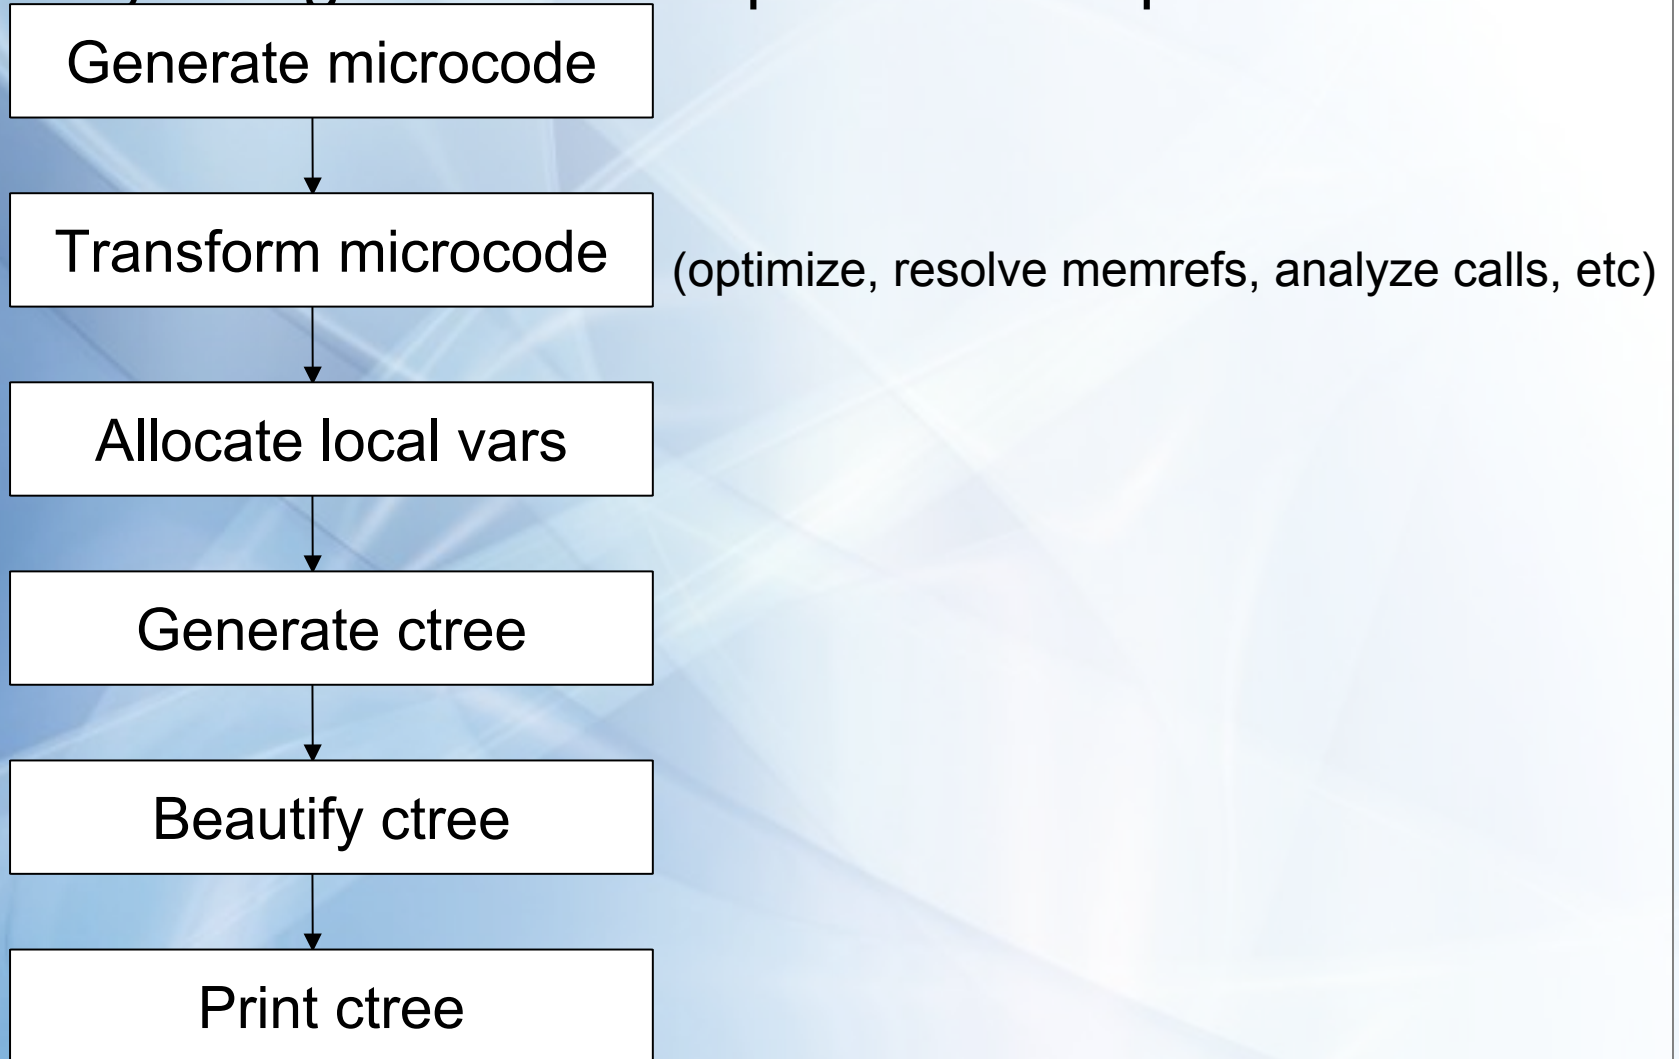 Generate microcode
Transform microcode
(optimize, resolve memrefs, analyze calls, etc)
Allocate local vars
Generate ctree
Beautify ctree
Print ctree